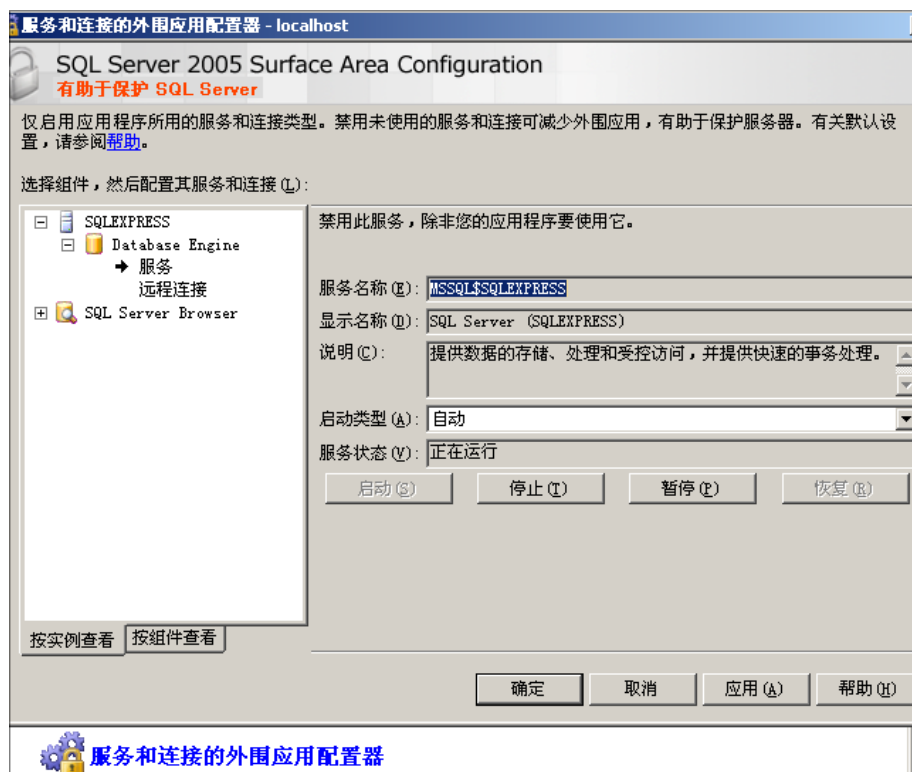 服务和连接的外围应用配置器 - localhost
SQL Server 2005 Surface Area Configuration
有助于保护 SQL Server
仅启用应用程序所用的服务和连接类型。禁用未使用的服务和连接可减少外围应用，有助于保护服务器。有关默认设
置，请参阅帮助。
选择组件，然后配置其服务和连接(L):
SQLEXPRESS
Database Engine
服务
远程连接
SQL Server Browser
按实例查看
按组件查看
禁用此服务，除非您的应用程序要使用它。
服务名称(E): MSSQL$SQLEXPRESS
显示名称(D): SQL Server (SQLEXPRESS)
说明(C): 提供数据的存储、处理和受控访问，并提供快速的事务处理。
启动类型(A): 自动
服务状态(V): 正在运行
启动(S) 停止(T) 暂停(P) 恢复(R)
确定 取消 应用(A) 帮助(H)
服务和连接的外围应用配置器